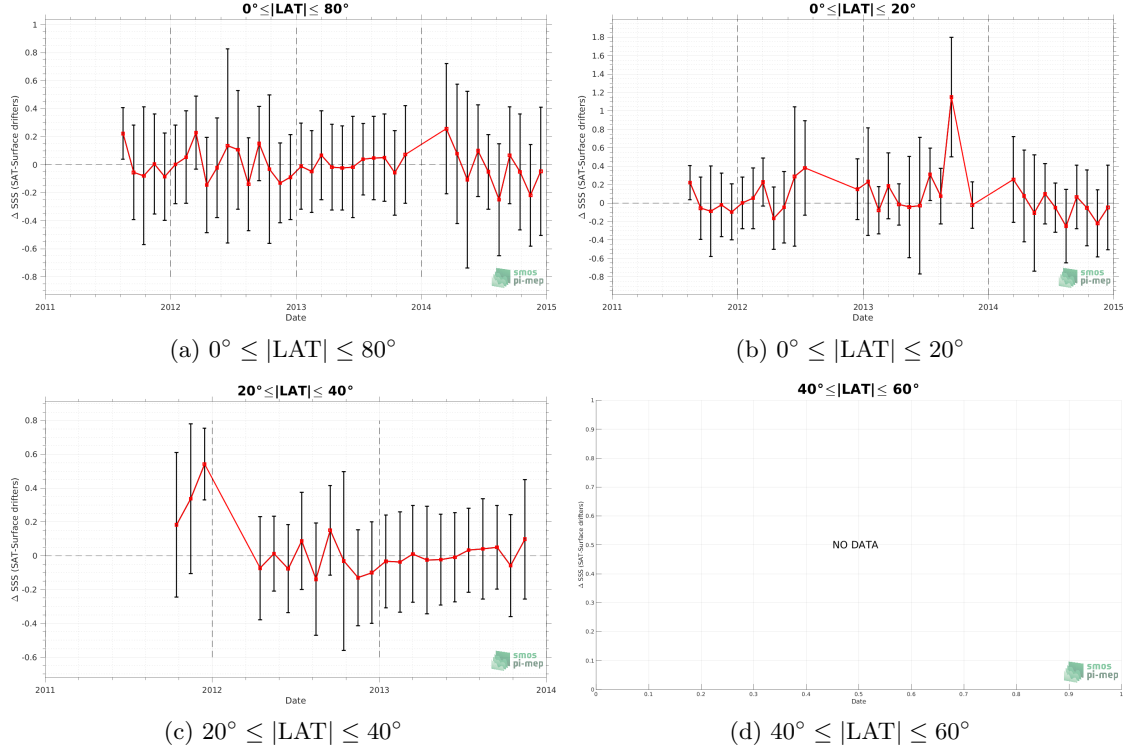 0°≤|LAT|≤ 80°
Δ SSS (SAT-Surface drifters)
1
0.8
0.6
0.4
0.2
0
-0.2
-0.4
-0.6
-0.8
2011 2012 2013 2014 2015
Date
smos
pi-mep
(a) 0° ≤ |LAT| ≤ 80°
0°≤|LAT|≤ 20°
Δ SSS (SAT-Surface drifters)
1.8
1.6
1.4
1.2
1
0.8
0.6
0.4
0.2
0
-0.2
-0.4
-0.6
-0.8
2011 2012 2013 2014 2015
Date
smos
pi-mep
(b) 0° ≤ |LAT| ≤ 20°
20°≤|LAT|≤ 40°
Δ SSS (SAT-Surface drifters)
0.8
0.6
0.4
0.2
0
-0.2
-0.4
-0.6
2011 2012 2013 2014
Date
smos
pi-mep
(c) 20° ≤ |LAT| ≤ 40°
40°≤|LAT|≤ 60°
Δ SSS (SAT-Surface drifters)
1
0.9
0.8
0.7
0.6
0.5
0.4
0.3
0.2
0.1
0
NO DATA
0 0.1 0.2 0.3 0.4 0.5 0.6 0.7 0.8 0.9 1
Date
smos
pi-mep
(d) 40° ≤ |LAT| ≤ 60°